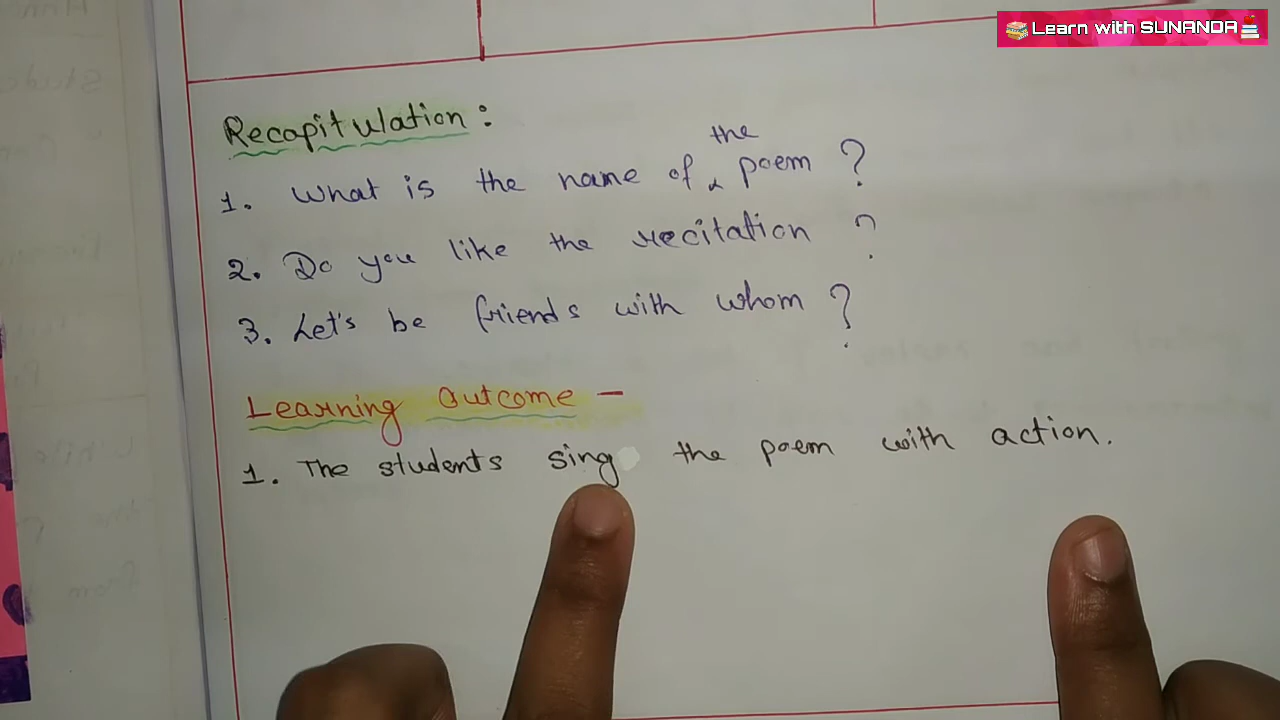 Learn with SUNANDA
Recapitulation :
1. What is the name of the poem ?
2. Do you like the recitation ?
3. Let's be friends with whom ?
Learning Outcome -
1. The students sing the poem with action.